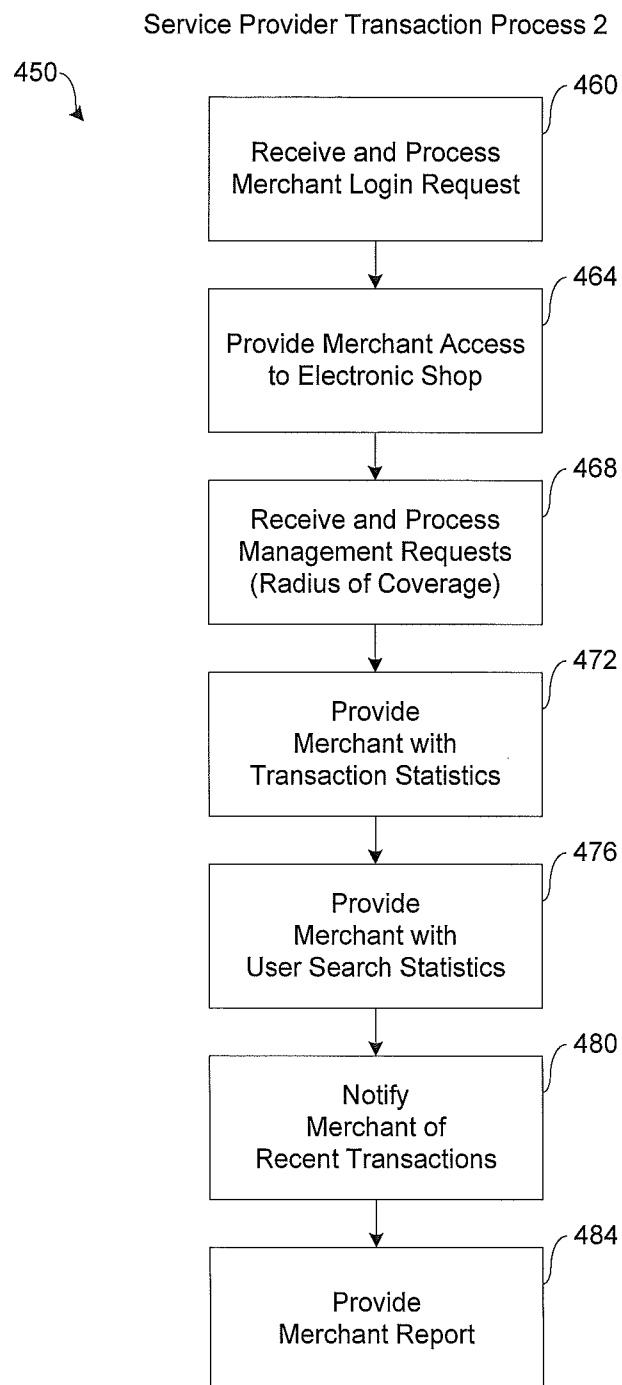 Service Provider Transaction Process 2
450
460
Receive and Process
Merchant Login Request
464
Provide Merchant Access
to Electronic Shop
468
Receive and Process
Management Requests
(Radius of Coverage)
472
Provide
Merchant with
Transaction Statistics
476
Provide
Merchant with
User Search Statistics
480
Notify
Merchant of
Recent Transactions
484
Provide
Merchant Report